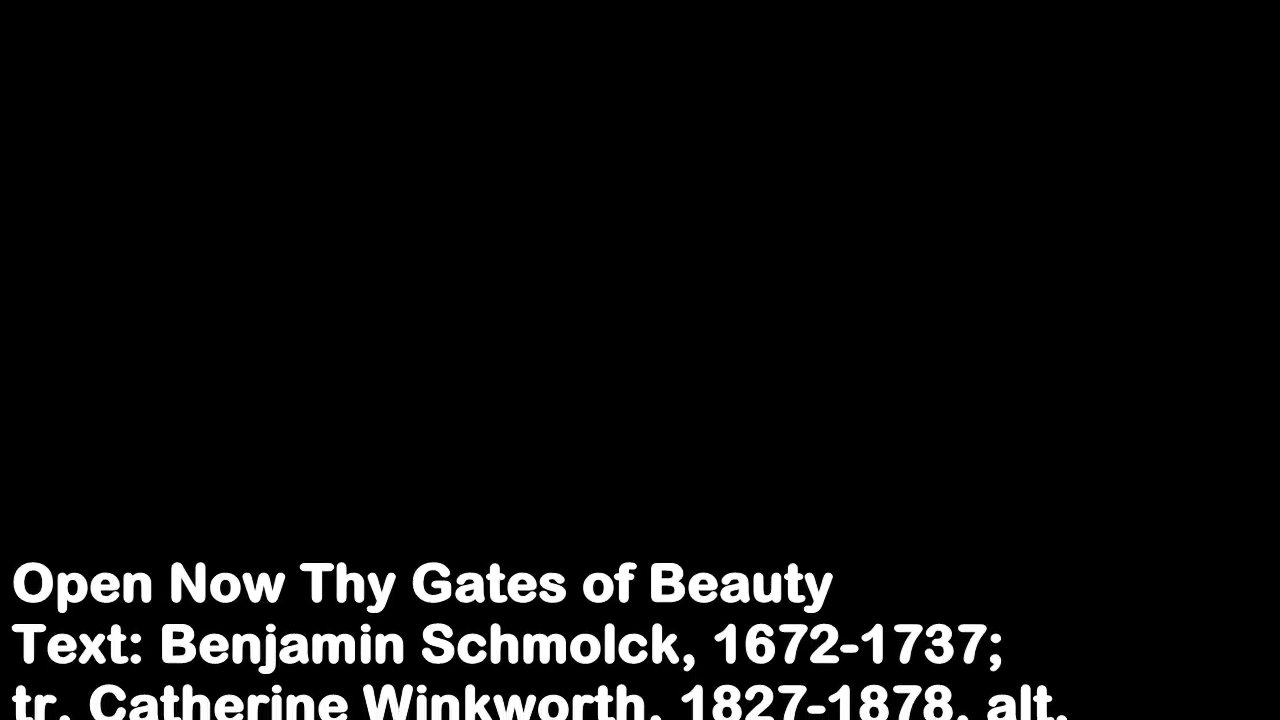 Open Now Thy Gates of Beauty
Text: Benjamin Schmolck, 1672-1737;
tr. Catherine Winkworth, 1827-1878, alt.